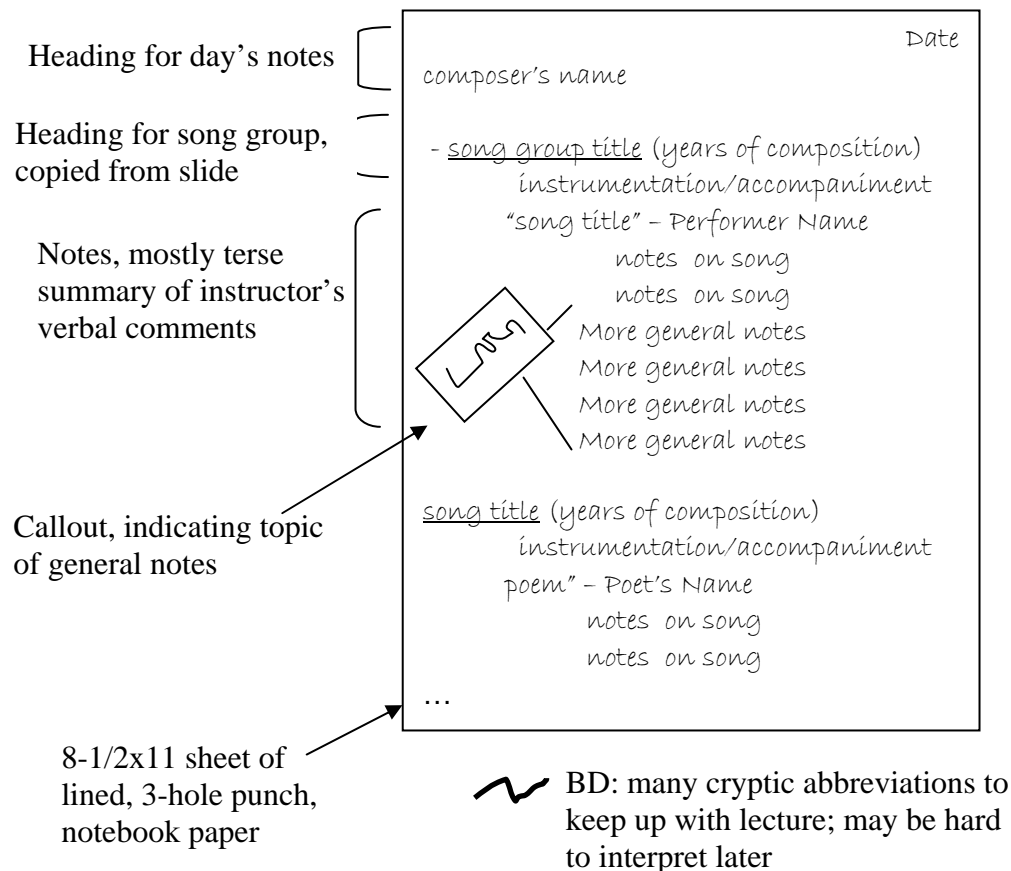 Heading for day’s notes
Date
composer's name
Heading for song group,
copied from slide
- song group title (years of composition)
instrumentation/accompaniment
Notes, mostly terse
summary of instructor’s
verbal comments
“song title” – Performer Name
notes on song
notes on song
More general notes
More general notes
More general notes
More general notes
Callout, indicating topic
of general notes
song title (years of composition)
instrumentation/accompaniment
poem” – Poet's Name
notes on song
notes on song
...
8-1/2x11 sheet of
lined, 3-hole punch,
notebook paper
BD: many cryptic abbreviations to
keep up with lecture; may be hard
to interpret later